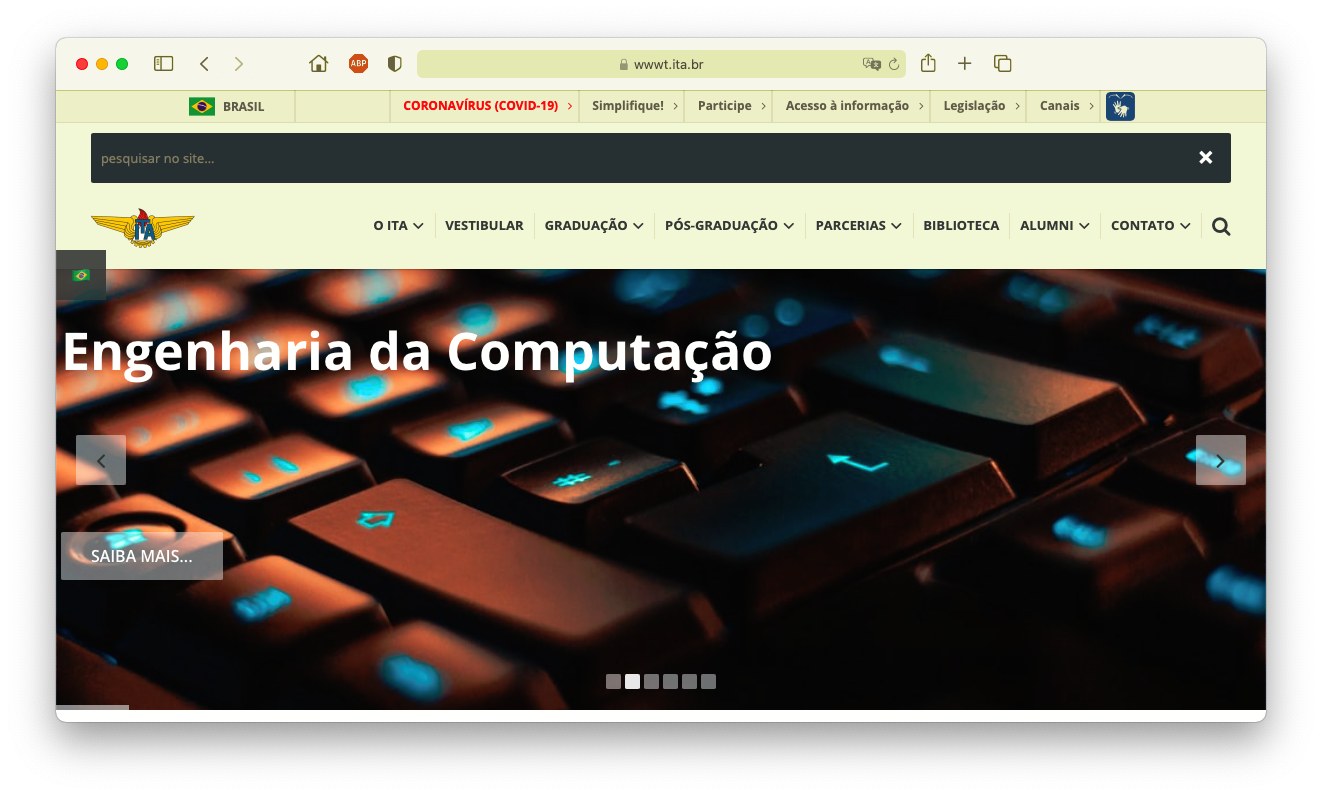 ABP
wwwt.ita.br
BRASIL
CORONAVÍRUS (COVID-19)
Simplifique!
Participe
Acesso à informação
Legislação
Canais
pesquisar no site...
ITA
O ITA
VESTIBULAR
GRADUAÇÃO
PÓS-GRADUAÇÃO
PARCERIAS
BIBLIOTECA
ALUMNI
CONTATO
Engenharia da Computação
SAIBA MAIS...